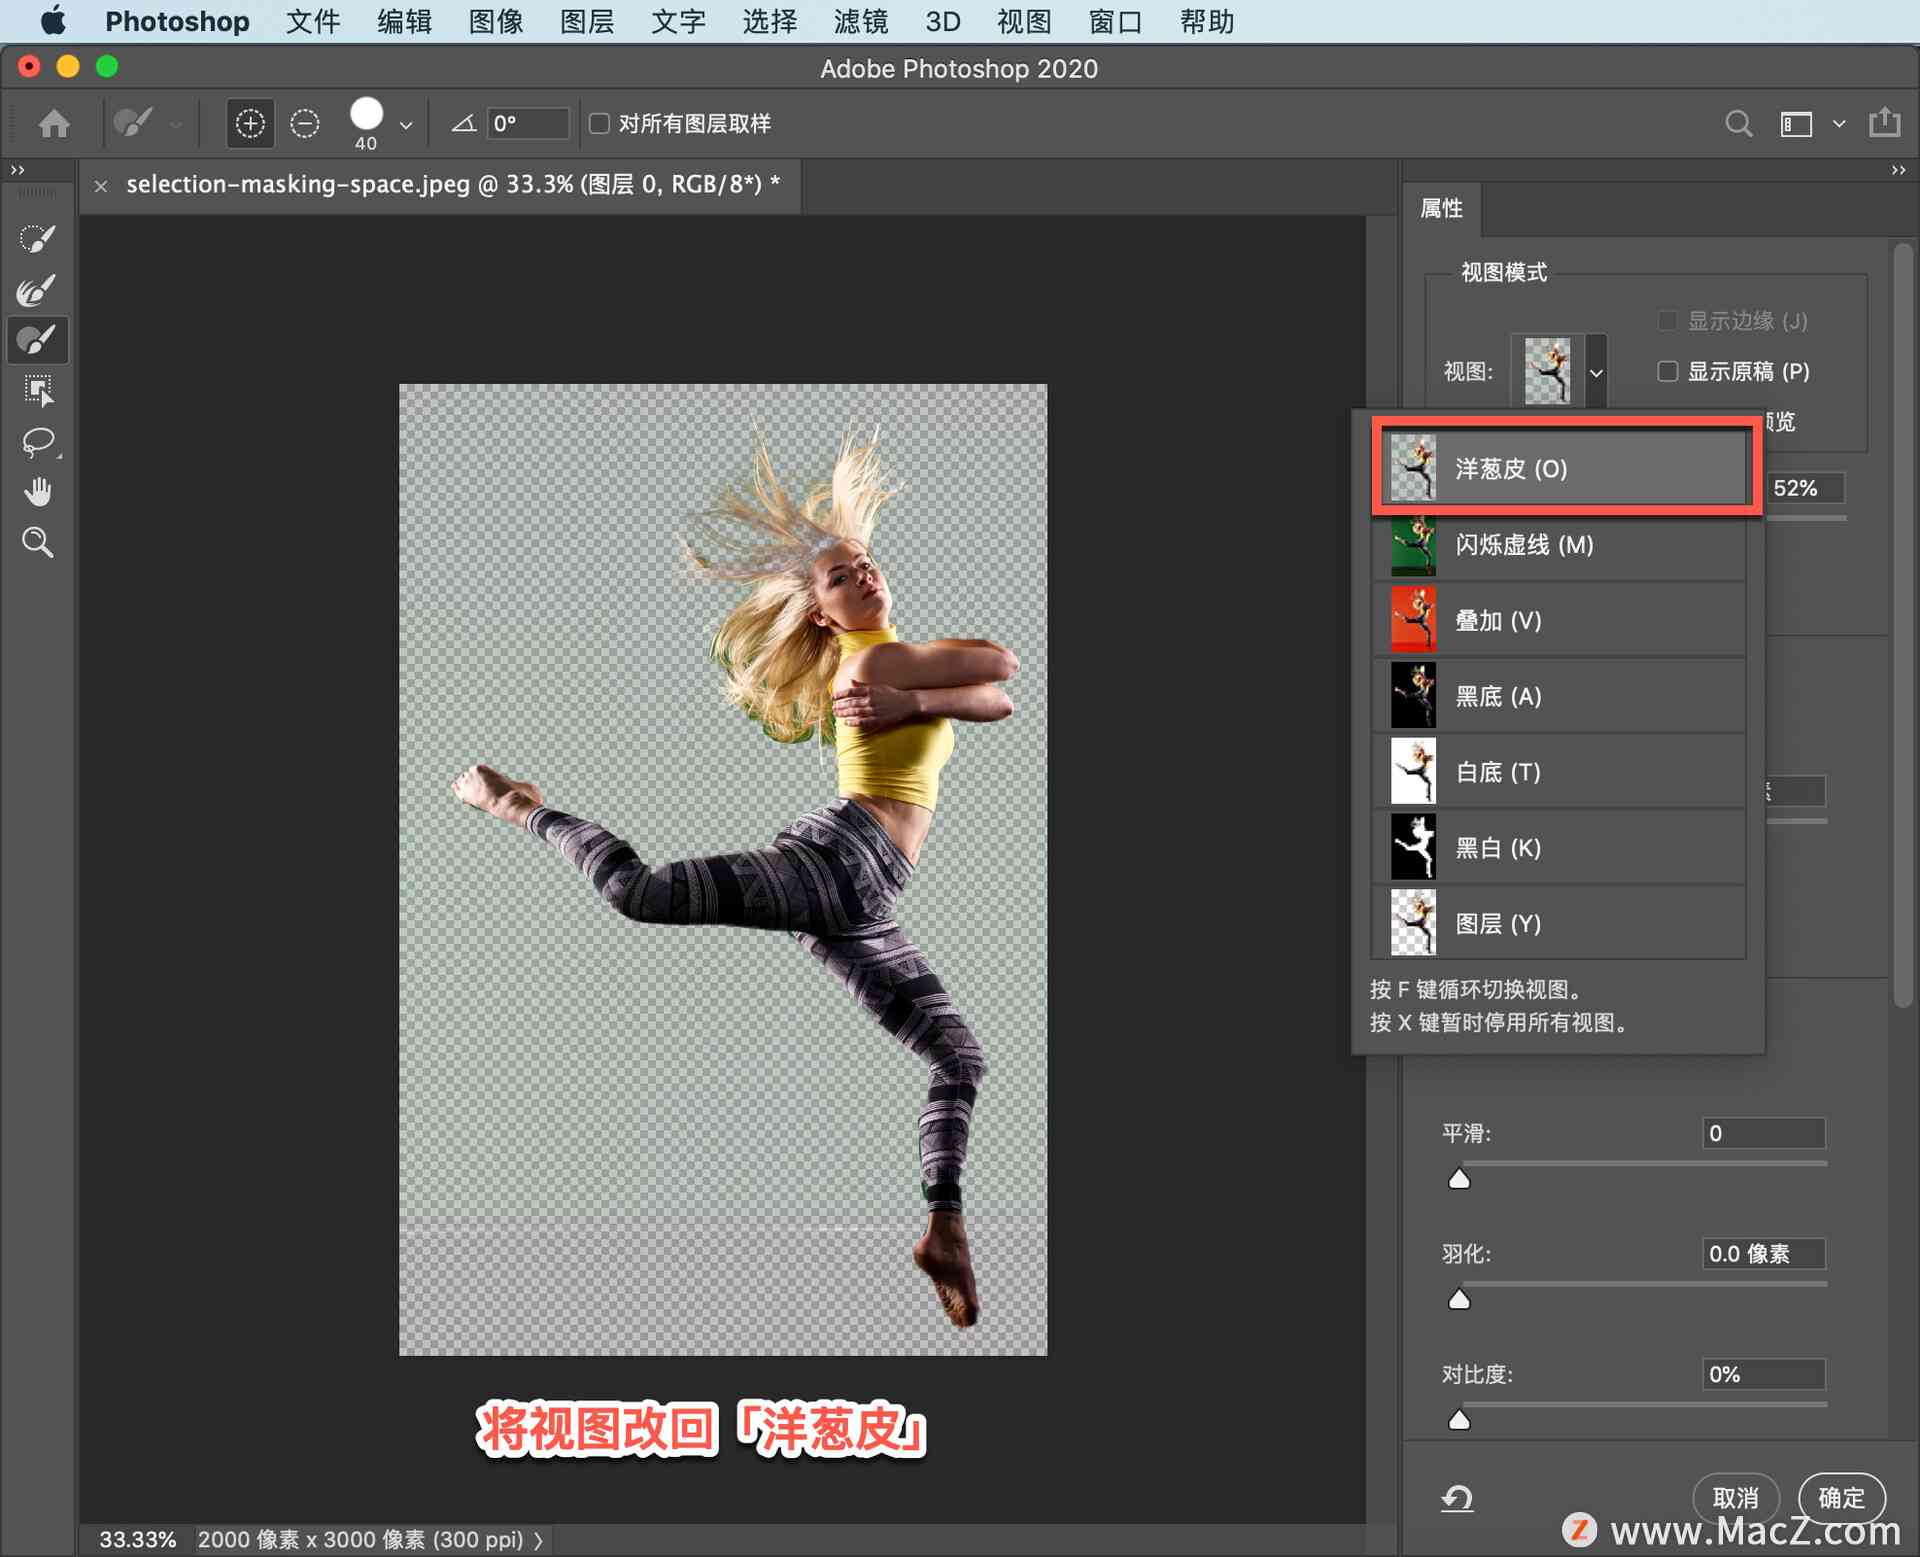 Photoshop 文件 编辑 图像 图层 文字 选择 滤镜 3D 视图 窗口 帮助
Adobe Photoshop 2020
40
0°
对所有图层取样
selection-masking-space.jpeg @ 33.3% (图层 0, RGB/8*) *
属性
视图模式
显示边缘 (J)
视图:
显示原稿 (P)
预览
洋葱皮 (O)
52%
闪烁虚线 (M)
叠加 (V)
黑底 (A)
白底 (T)
黑白 (K)
图层 (Y)
按 F 键循环切换视图。
按 X 键暂时停用所有视图。
平滑:
0
羽化:
0.0 像素
对比度:
0%
将视图改回「洋葱皮」
取消
确定
33.33%
2000 像素 x 3000 像素 (300 ppi)
Z www.MacZ.com